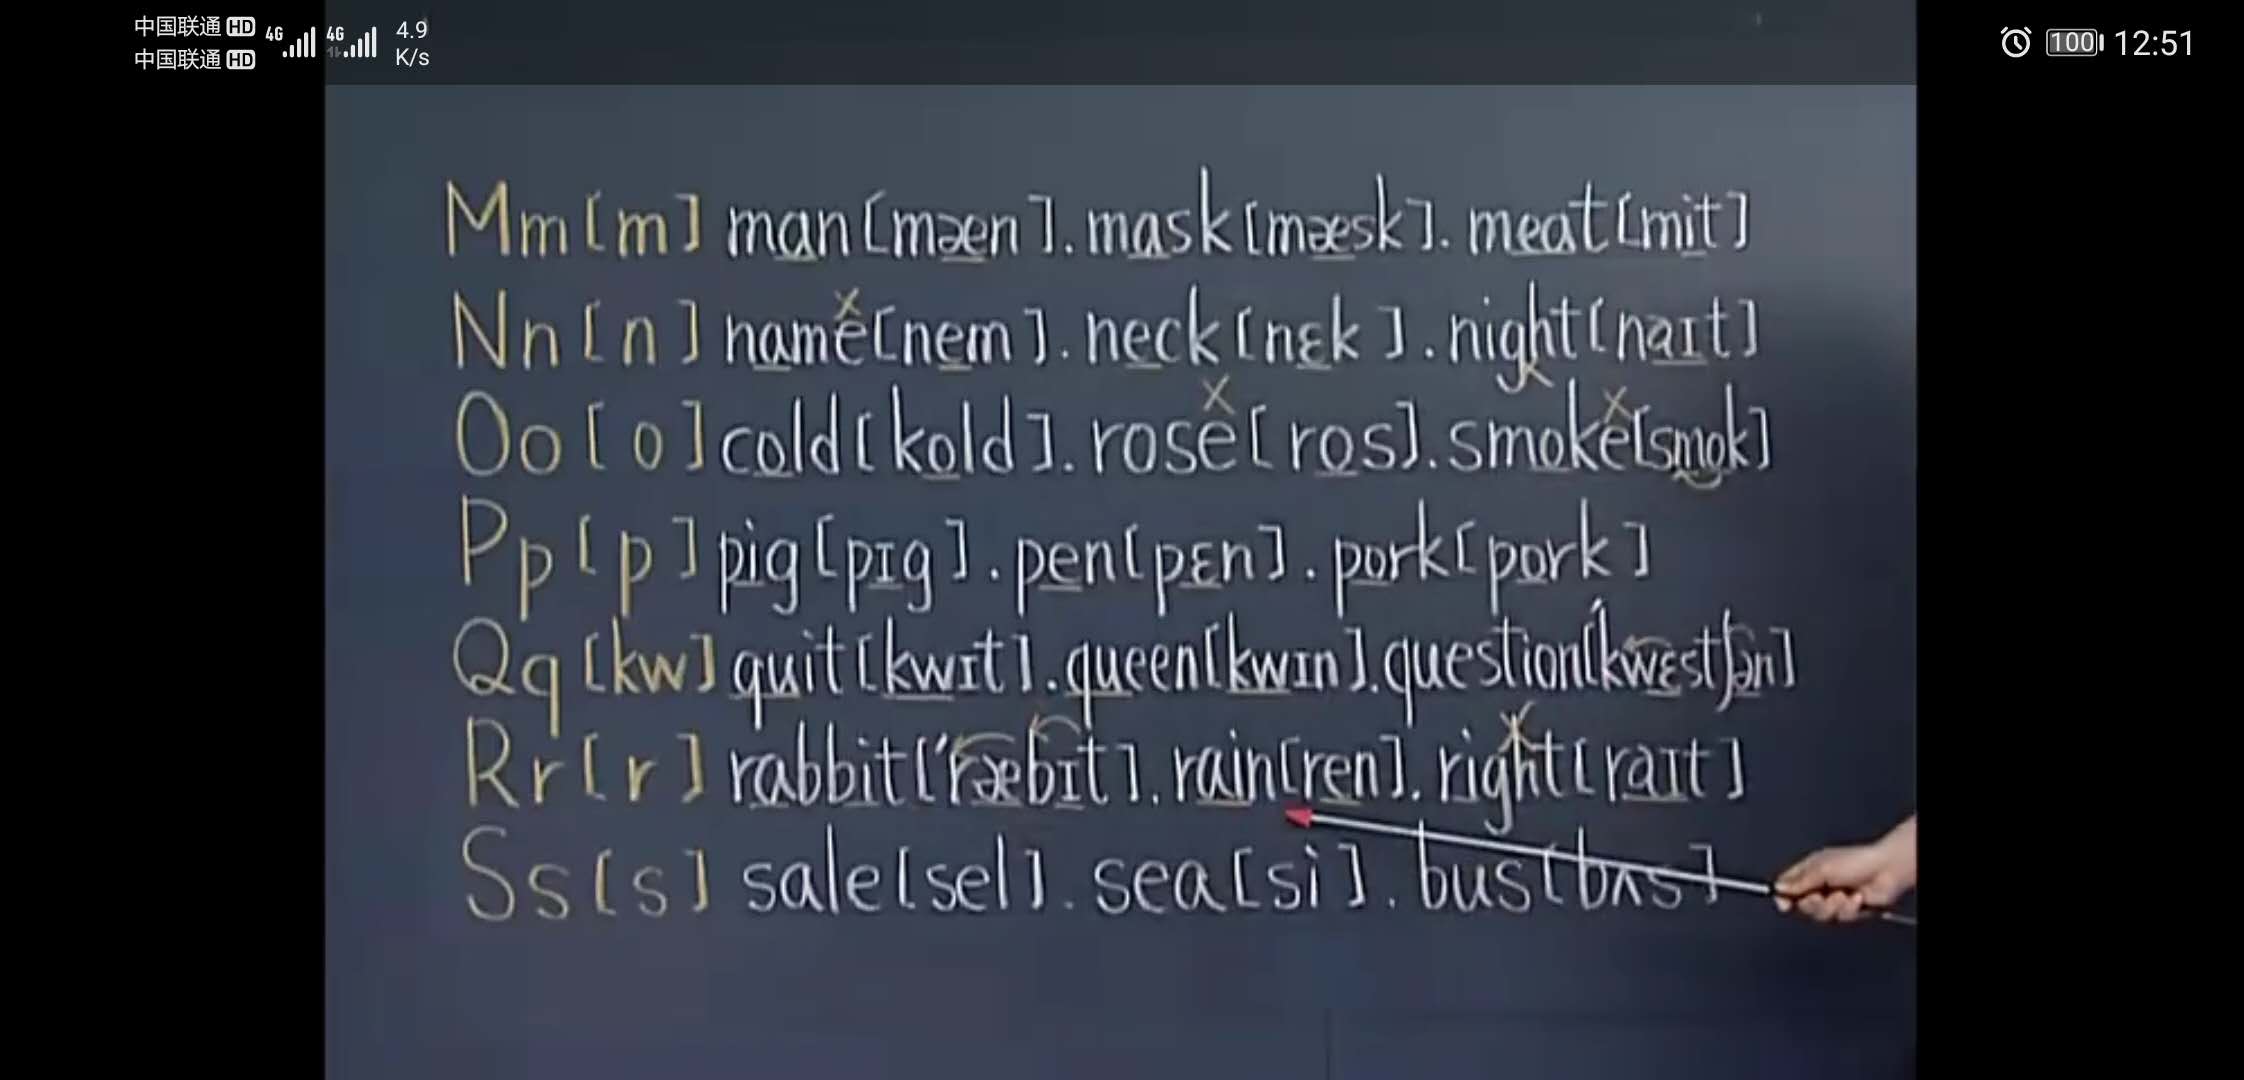 中国联通 HD 4G 4G 4.9 K/s 100 12:51
中国联通 HD
Mm [m] man [mæn]. mask [mæsk]. meat [mit]
Nn [n] name [nem]. neck [nɛk]. night [naɪt]
Oo [o] cold [kold]. rose [ros]. smoke [smok]
Pp [p] pig [pɪg]. pen [pɛn]. pork [pork]
Qq [kw] quit [kwɪt]. queen [kwɪn]. question [ˊkwɛstʃən]
Rr [r] rabbit [ˊræbɪt]. rain [ren]. right [raɪt]
Ss [s] sale [sel]. sea [si]. bus [bʌs]